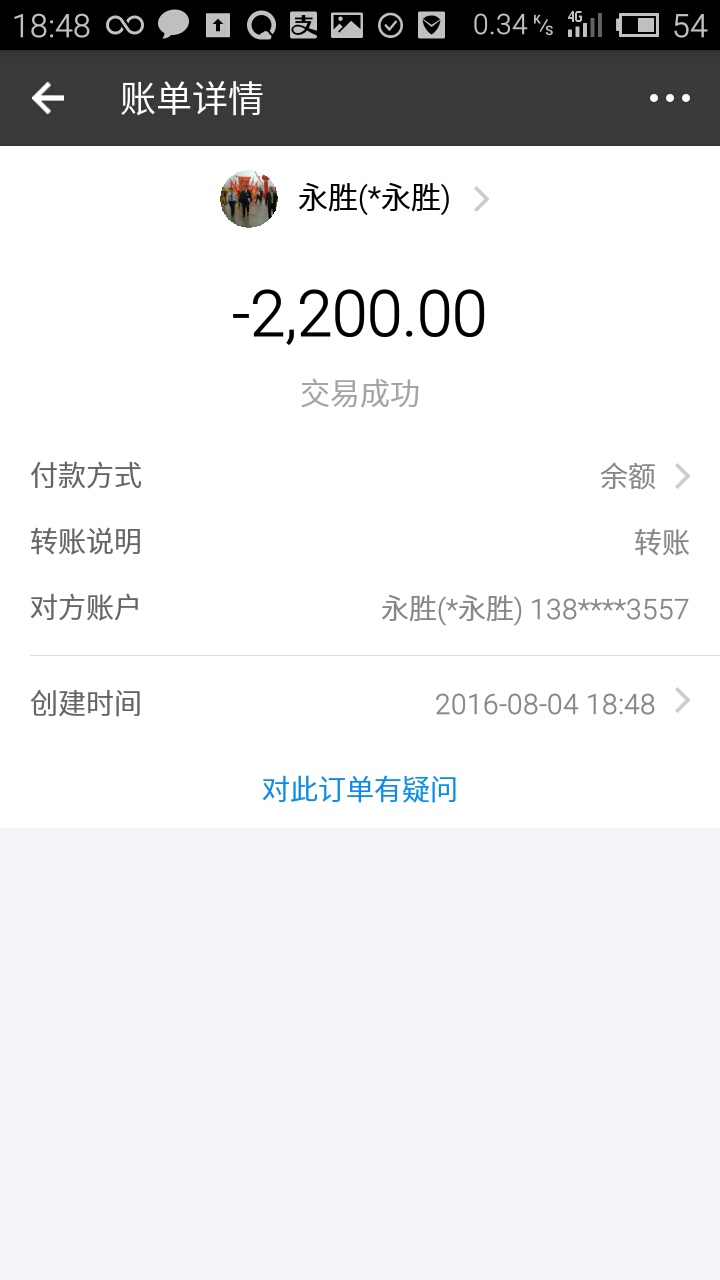 18:48 支 0.34 K/s 4G 54
账单详情
永胜(*永胜)
-2,200.00
交易成功
付款方式 余额
转账说明 转账
对方账户 永胜(*永胜) 138****3557
创建时间 2016-08-04 18:48
对此订单有疑问